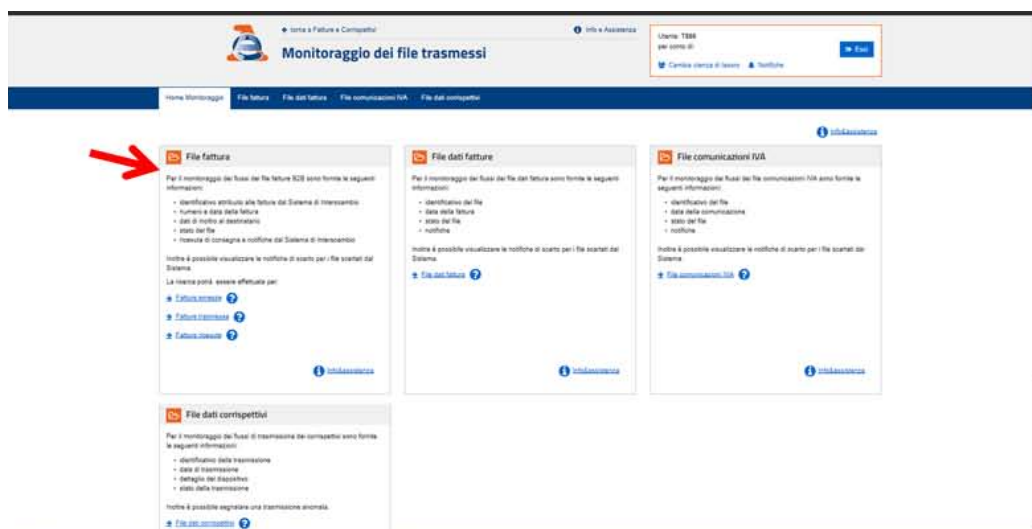 torna a Fatture e Corrispettivi
Info e Assistenza
Monitoraggio dei file trasmessi
Utente:
per conto di:
Cambia utenza di lavoro
Notifiche
Esci
Home Monitoraggio
File fattura
File dati fattura
File comunicazioni IVA
File dati corrispettivi
Info&assistenza
File fattura
Per il monitoraggio dei flussi dei file fatture B2B sono fornite le seguenti
informazioni:
identificativo attribuito alla fattura dal Sistema di Interscambio
numero e data della fattura
dati di inoltro al destinatario
stato del file
ricevuta di consegna e notifiche dal Sistema di Interscambio
Inoltre è possibile visualizzare le notifiche di scarto per i file scartati dal
Sistema.
La ricerca potrà essere effettuata per:
Fatture emesse
Fatture trasmesse
Fatture ricevute
Info&assistenza
File dati fatture
Per il monitoraggio dei flussi dei file dati fattura sono fornite le seguenti
informazioni:
identificativo del file
data della fattura
stato del file
notifiche
Inoltre è possibile visualizzare le notifiche di scarto per i file scartati dal
Sistema.
File dati fattura
Info&assistenza
File comunicazioni IVA
Per il monitoraggio dei flussi dei file comunicazioni IVA sono fornite le
seguenti informazioni:
identificativo del file
data della comunicazione
stato del file
notifiche
Inoltre è possibile visualizzare le notifiche di scarto per i file scartati dal
Sistema.
File comunicazioni IVA
Info&assistenza
File dati corrispettivi
Per il monitoraggio dei flussi di trasmissione dei corrispettivi sono fornite
le seguenti informazioni:
identificativo della trasmissione
data di trasmissione
dettaglio del dispositivo
stato della trasmissione
Inoltre è possibile segnalare una trasmissione anomala.
File dati corrispettivi